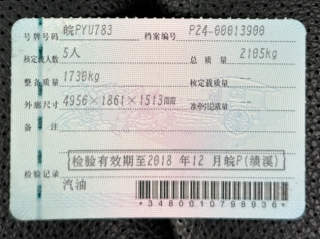 号牌号码 皖PYU783 档案编号 P24-00013900
核定载人数 5人 总质量 2105kg
整备质量 1730kg 核定载质量 --
外廓尺寸 4956×1861×1513mm 准牵引总质量 --
备注
检验有效期至2018年12月皖P(绩溪)
检验记录
汽油
*3480010798936*